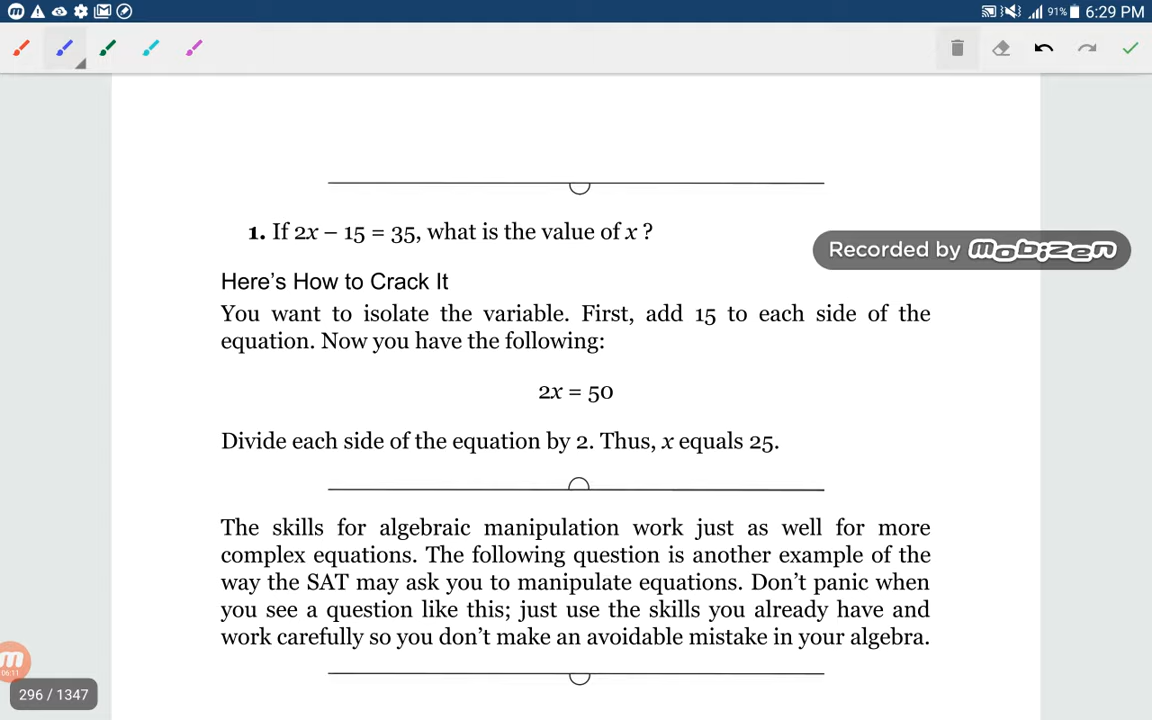 91% 6:29 PM
1. If 2x – 15 = 35, what is the value of x ?
Recorded by mobizen
Here's How to Crack It
You want to isolate the variable. First, add 15 to each side of the
equation. Now you have the following:
2x = 50
Divide each side of the equation by 2. Thus, x equals 25.
The skills for algebraic manipulation work just as well for more
complex equations. The following question is another example of the
way the SAT may ask you to manipulate equations. Don't panic when
you see a question like this; just use the skills you already have and
work carefully so you don't make an avoidable mistake in your algebra.
06:11
296 / 1347